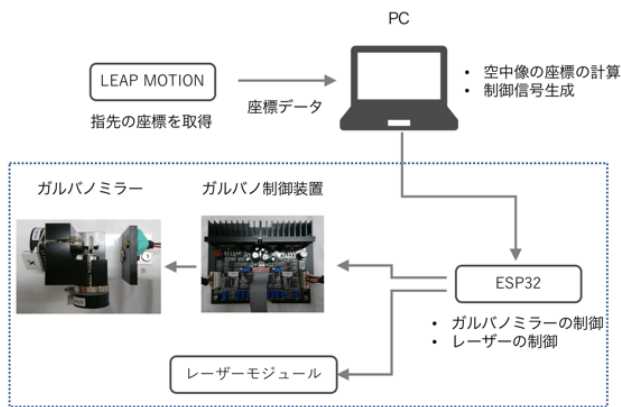 PC
LEAP MOTION
指先の座標を取得
座標データ
• 空中像の座標の計算
• 制御信号生成
ガルバノミラー
ガルバノ制御装置
ESP32
• ガルバノミラーの制御
• レーザーの制御
レーザーモジュール